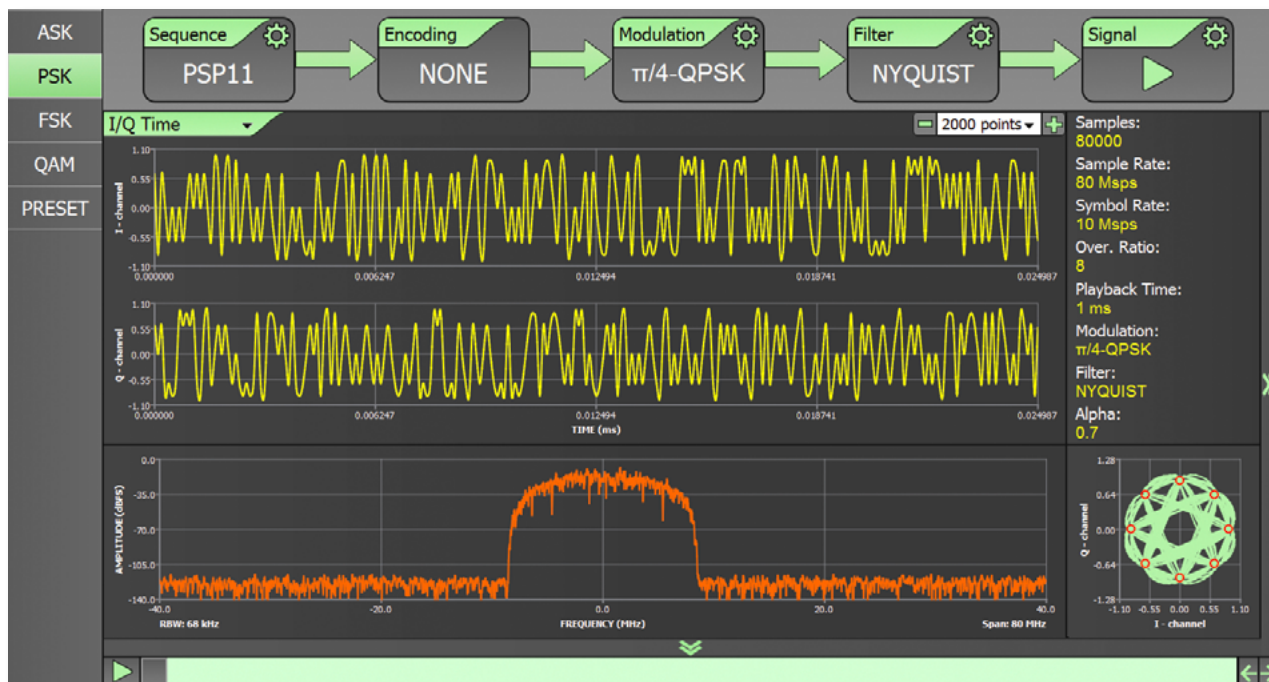 ASK
PSK
FSK
QAM
PRESET
Sequence
PSP11
Encoding
NONE
Modulation
π/4-QPSK
Filter
NYQUIST
Signal
I/Q Time
2000 points
1.10
0.55
0.00
-0.55
-1.10
I - channel
0.000000 0.006247 0.012494 0.018741 0.024987
1.10
0.55
0.00
-0.55
-1.10
Q - channel
0.000000 0.006247 0.012494 0.018741 0.024987
TIME (ms)
Samples:
80000
Sample Rate:
80 Msps
Symbol Rate:
10 Msps
Over. Ratio:
8
Playback Time:
1 ms
Modulation:
π/4-QPSK
Filter:
NYQUIST
Alpha:
0.7
0.0
-35.0
-70.0
-105.0
-140.0
AMPLITUDE (dBFS)
-40.0 -20.0 0.0 20.0 40.0
RBW: 68 kHz FREQUENCY (MHz) Span: 80 MHz
1.28
0.64
0.00
-0.64
-1.28
Q - channel
-1.10 -0.55 0.00 0.55 1.10
I - channel